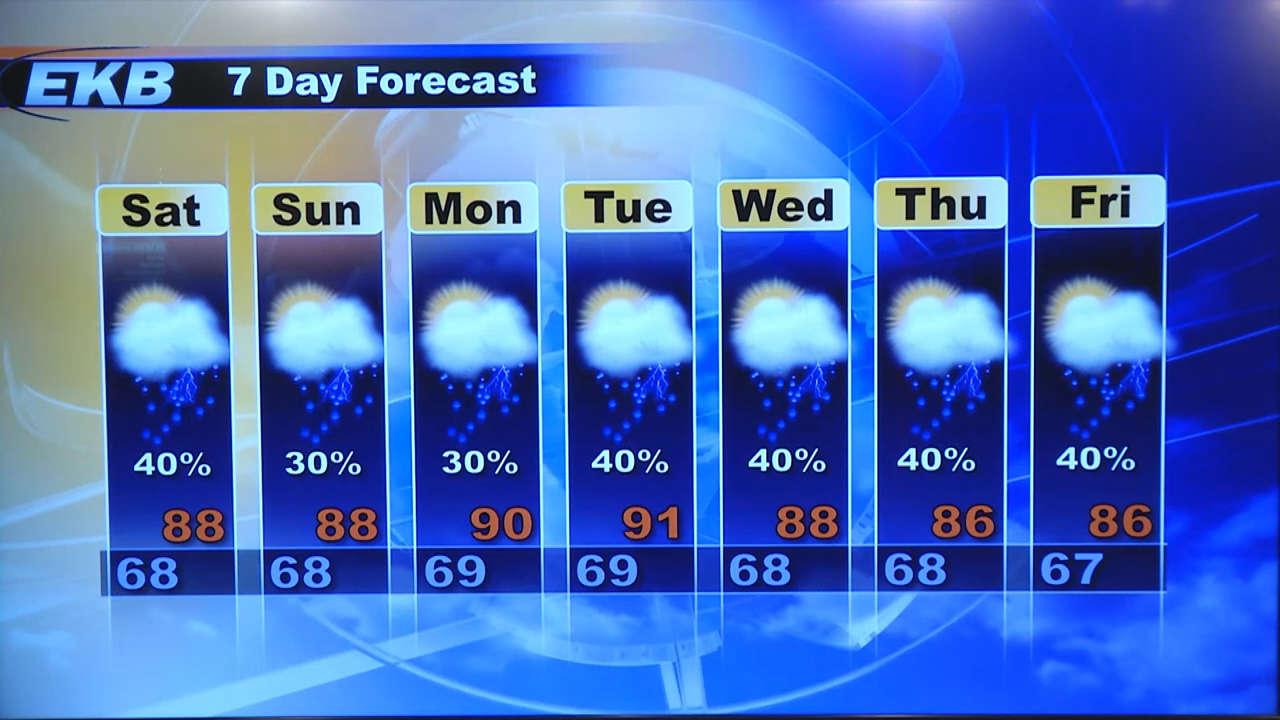 EKB 7 Day Forecast
Sat Sun Mon Tue Wed Thu Fri
40% 30% 30% 40% 40% 40% 40%
88 88 90 91 88 86 86
68 68 69 69 68 68 67